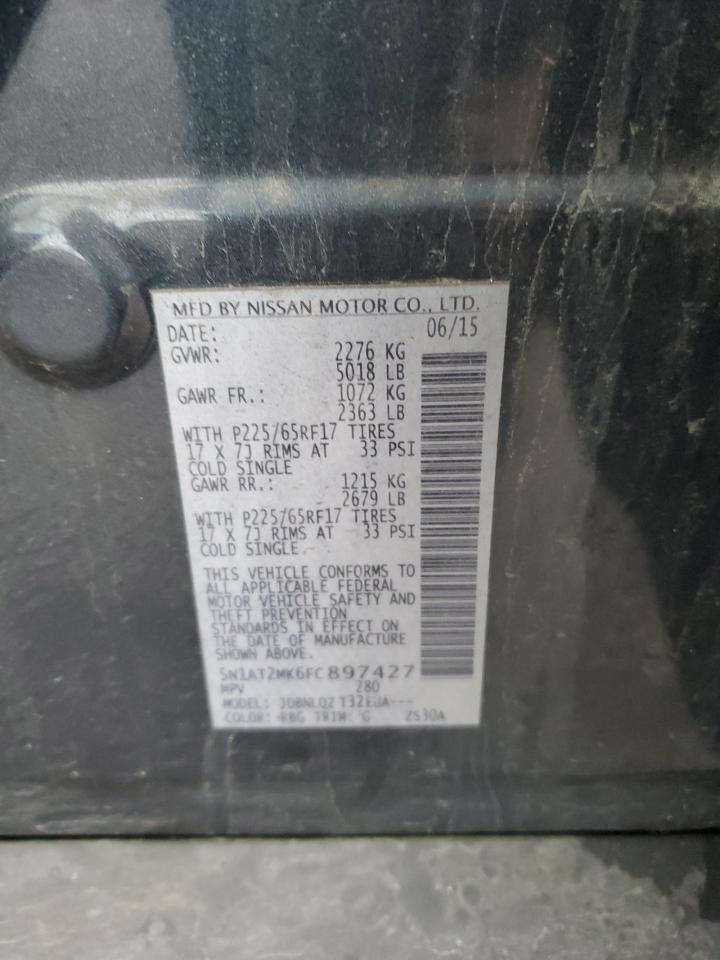 MFD BY NISSAN MOTOR CO., LTD.
DATE: 06/15
GVWR: 2276 KG
5018 LB
GAWR FR.: 1072 KG
2363 LB
WITH P225/65RF17 TIRES
17 X 7J RIMS AT 33 PSI
COLD SINGLE
GAWR RR.: 1215 KG
2679 LB
WITH P225/65RF17 TIRES
17 X 7J RIMS AT 33 PSI
COLD SINGLE
THIS VEHICLE CONFORMS TO
ALL APPLICABLE FEDERAL
MOTOR VEHICLE SAFETY AND
THEFT PREVENTION
STANDARDS IN EFFECT ON
THE DATE OF MANUFACTURE
SHOWN ABOVE.
5N1AT2MK6FC897427
MPV 280
MODEL:
COLOR: RBG TRIM: G ZS30A